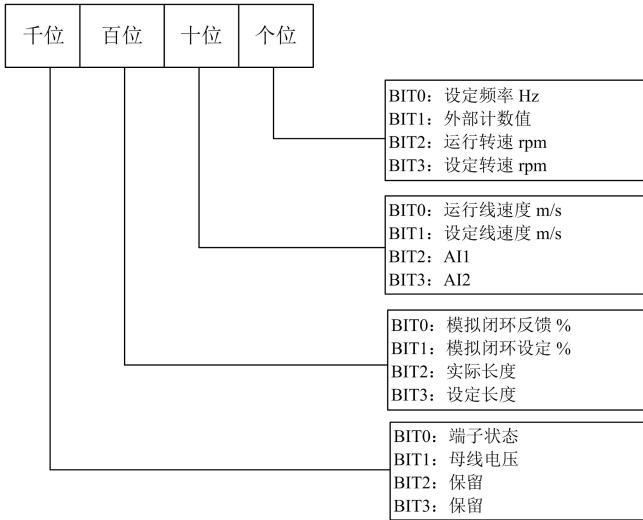 千位 百位 十位 个位
BIT0：设定频率 Hz
BIT1：外部计数值
BIT2：运行转速 rpm
BIT3：设定转速 rpm
BIT0：运行线速度 m/s
BIT1：设定线速度 m/s
BIT2：AI1
BIT3：AI2
BIT0：模拟闭环反馈 %
BIT1：模拟闭环设定 %
BIT2：实际长度
BIT3：设定长度
BIT0：端子状态
BIT1：母线电压
BIT2：保留
BIT3：保留